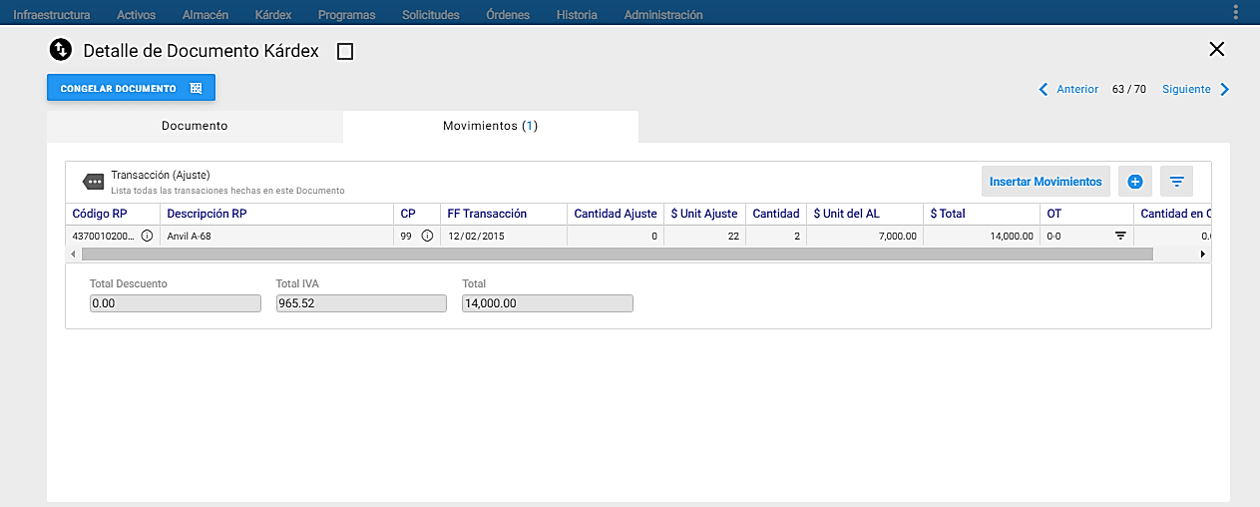 Infraestructura Activos Almacén Kárdex Programas Solicitudes Órdenes Historia Administración
Detalle de Documento Kárdex
CONGELAR DOCUMENTO
Anterior 63 / 70 Siguiente
Documento Movimientos (1)
Transacción (Ajuste)
Lista todas las transaciones hechas en este Documento
Insertar Movimientos
Código RP Descripción RP CP FF Transacción Cantidad Ajuste $ Unit Ajuste Cantidad $ Unit del AL $ Total OT Cantidad en
4370010200... Anvil A-68 99 12/02/2015 0 22 2 7,000.00 14,000.00 0-0
Total Descuento Total IVA Total
0.00 965.52 14,000.00